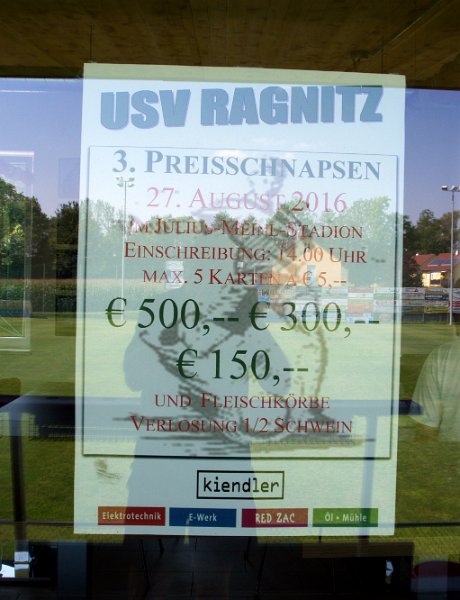 USV RAGNITZ
3. PREISSCHNAPSEN
27. AUGUST 2016
IM JULIUS-MEINL-STADION
EINSCHREIBUNG: 14.00 UHR
MAX. 5 KARTEN A € 5,--
€ 500,-- € 300,--
€ 150,--
UND FLEISCHKÖRBE
VERLOSUNG 1/2 SCHWEIN
kiendler
Elektrotechnik E-Werk RED ZAC Öl • Mühle